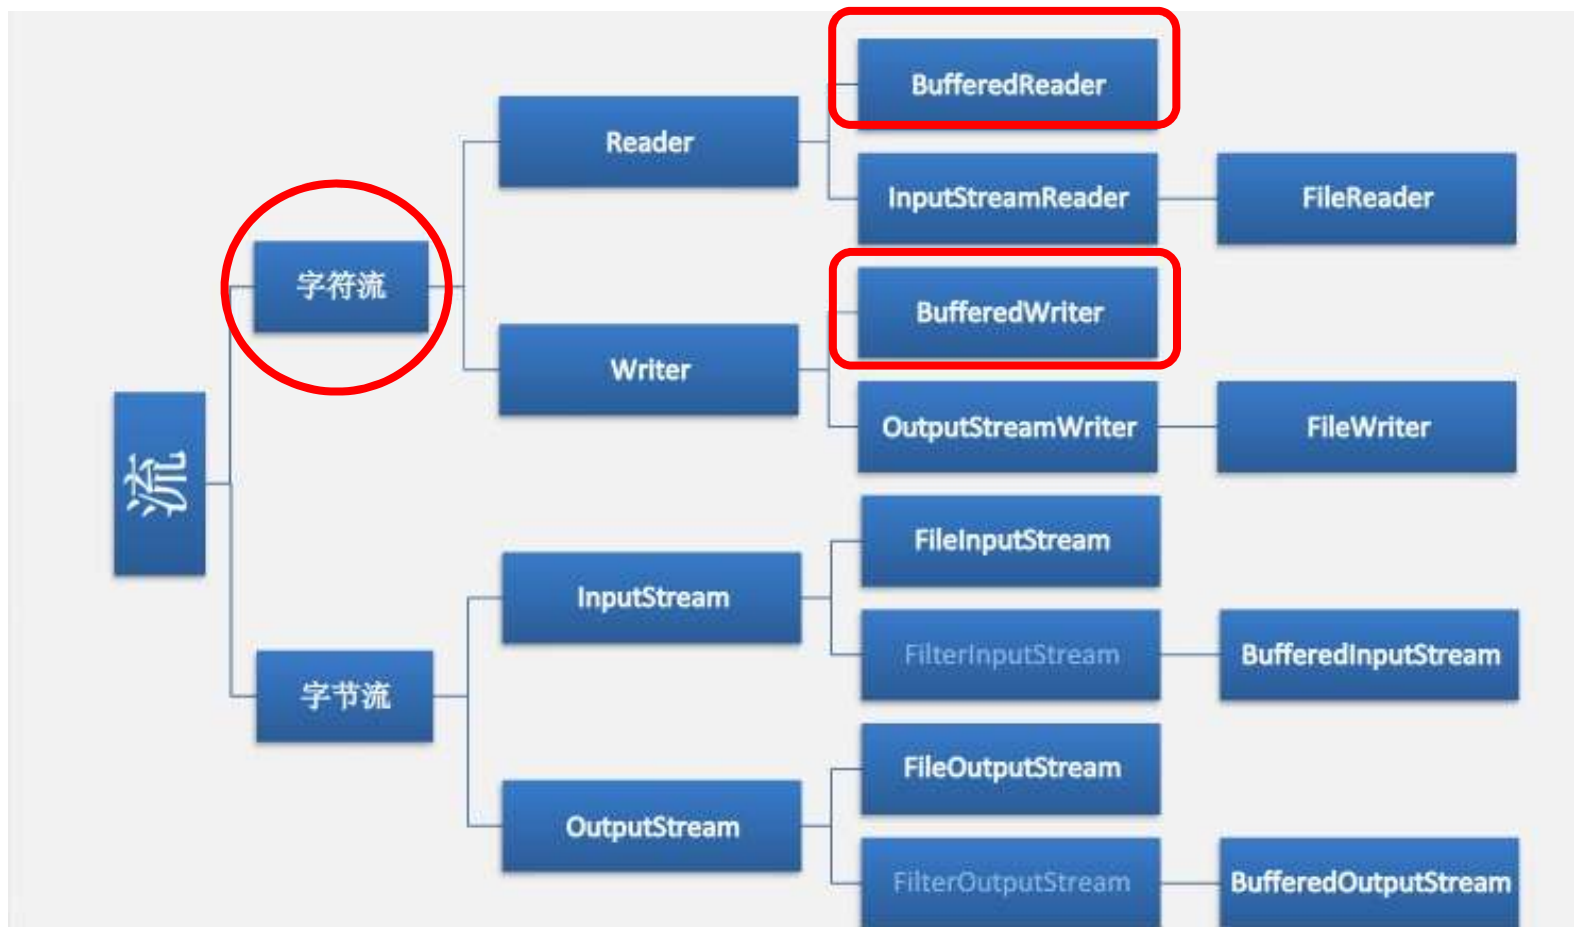 BufferedReader
Reader
InputStreamReader
FileReader
字符流
BufferedWriter
Writer
OutputStreamWriter
FileWriter
流
FileInputStream
InputStream
FilterInputStream
BufferedInputStream
字节流
FileOutputStream
OutputStream
FilterOutputStream
BufferedOutputStream